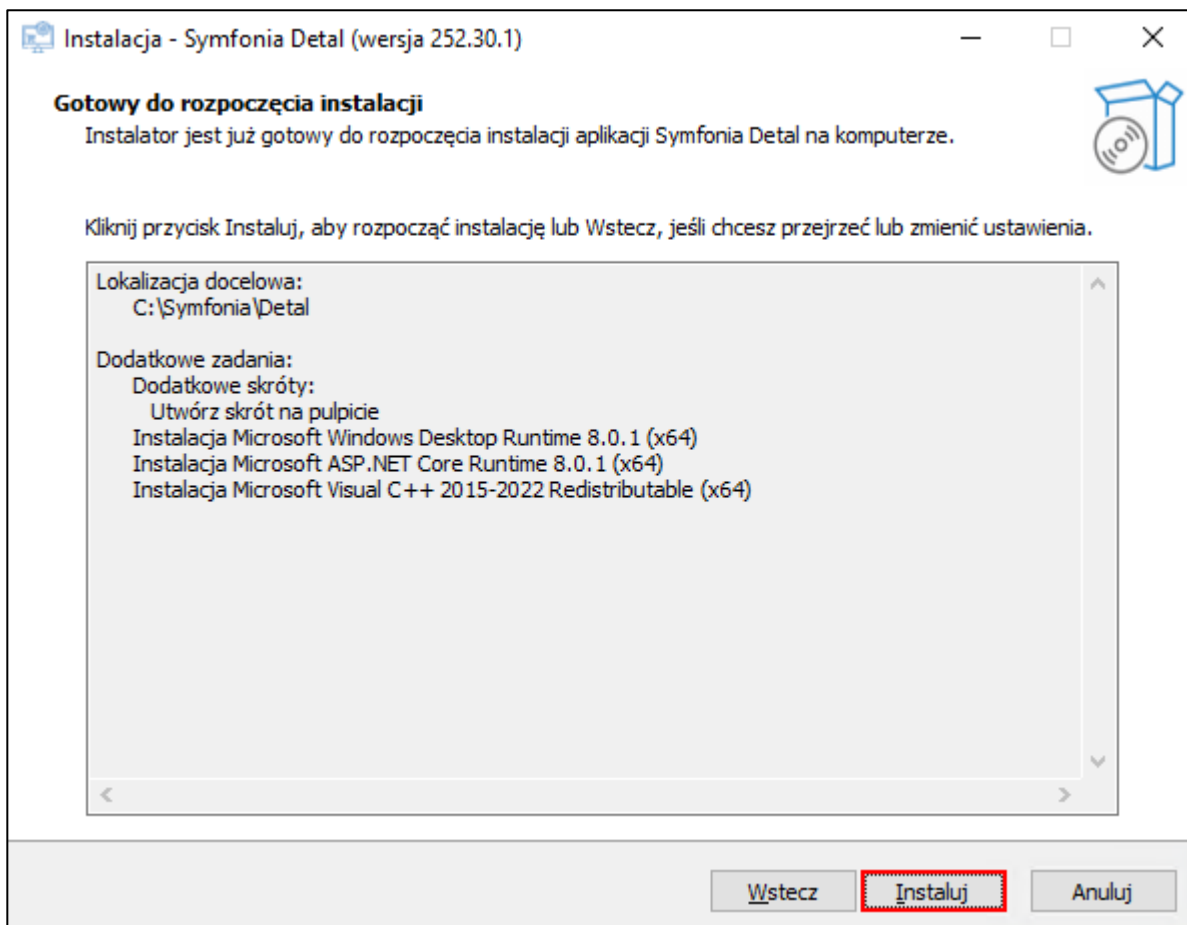 Instalacja - Symfonia Detal (wersja 252.30.1)
Gotowy do rozpoczęcia instalacji
Instalator jest już gotowy do rozpoczęcia instalacji aplikacji Symfonia Detal na komputerze.
Kliknij przycisk Instaluj, aby rozpocząć instalację lub Wstecz, jeśli chcesz przejrzeć lub zmienić ustawienia.
Lokalizacja docelowa:
C:\Symfonia\Detal
Dodatkowe zadania:
Dodatkowe skróty:
Utwórz skrót na pulpicie
Instalacja Microsoft Windows Desktop Runtime 8.0.1 (x64)
Instalacja Microsoft ASP.NET Core Runtime 8.0.1 (x64)
Instalacja Microsoft Visual C++ 2015-2022 Redistributable (x64)
Wstecz Instaluj Anuluj